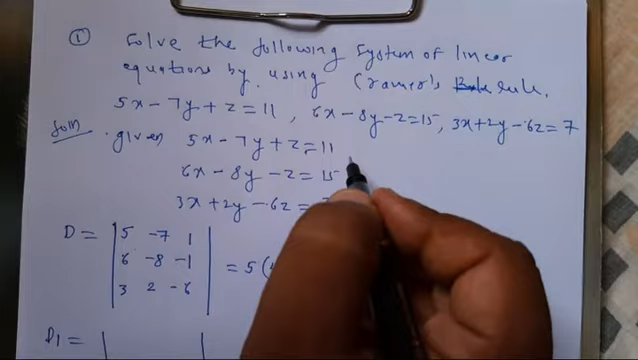 ① Solve the following system of linear
equations by using Cramer's rule.
5x - 7y + z = 11 , 6x - 8y - z = 15, 3x + 2y - 6z = 7
Soln given 5x - 7y + z = 11
6x - 8y - z = 15
3x + 2y - 6z =
D = | 5 -7 1 |
| 6 -8 -1 | = 5 (
| 3 2 -6 |
D1 = |